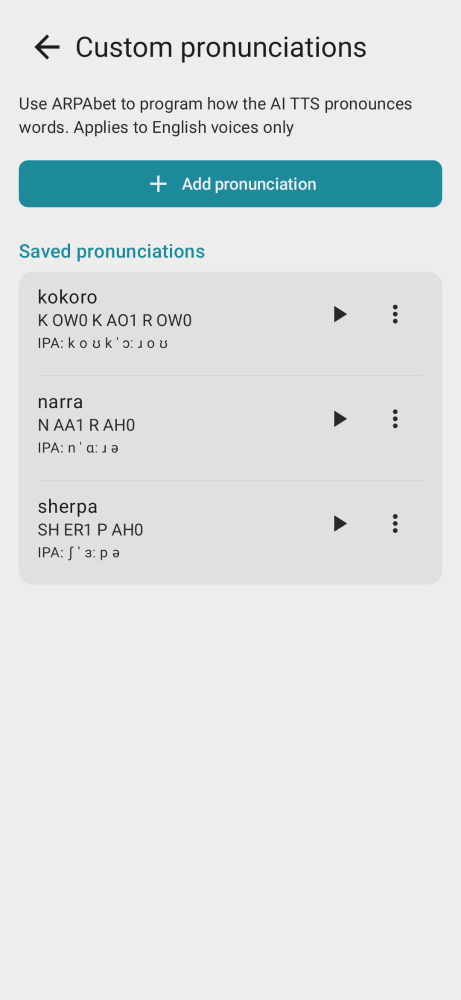 Custom pronunciations
Use ARPAbet to program how the AI TTS pronounces
words. Applies to English voices only
Add pronunciation
Saved pronunciations
kokoro
K OW0 K AO1 R OW0
IPA: k o ʊ k ˈ ɔː ɹ o ʊ
narra
N AA1 R AH0
IPA: n ˈ ɑː ɹ ə
sherpa
SH ER1 P AH0
IPA: ʃ ˈ ɜː p ə